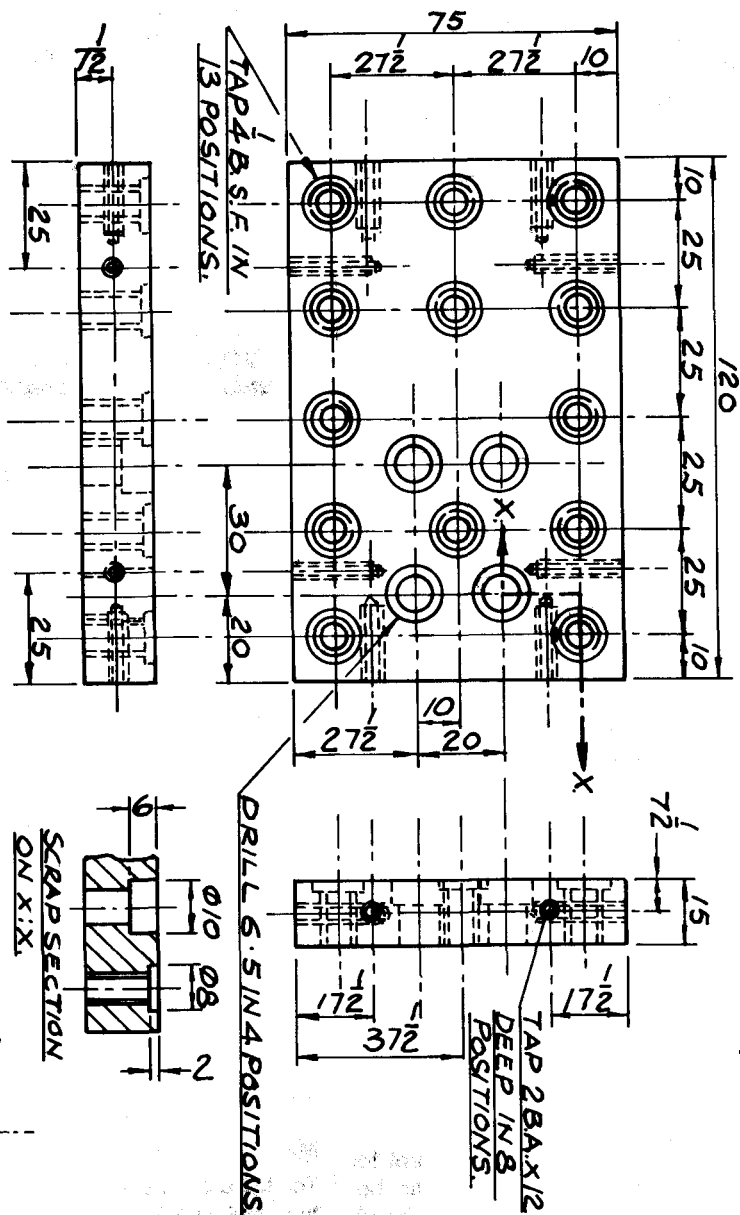 75
27½
27½
10
7½
TAP ¼ B.S.F. IN
13 POSITIONS.
25
25
10
25
25
25
25
10
120
30
20
X
X
10
27½
20
DRILL 6·5 IN 4 POSITIONS.
7½
15
17½
17½
37½
TAP 2 B.A. X 12
DEEP IN 8
POSITIONS.
6
Ø10
Ø8
2
SCRAP SECTION
ON X:X.